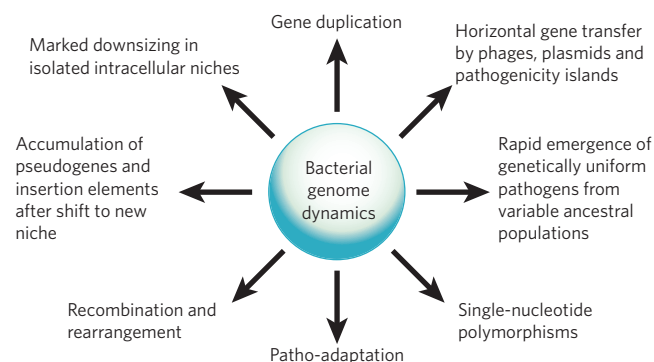 Gene duplication
Horizontal gene transfer
by phages, plasmids and
pathogenicity islands
Rapid emergence of
genetically uniform
pathogens from
variable ancestral
populations
Single-nucleotide
polymorphisms
Patho-adaptation
Recombination and
rearrangement
Accumulation of
pseudogenes and
insertion elements
after shift to new
niche
Marked downsizing in
isolated intracellular niches
Bacterial
genome
dynamics